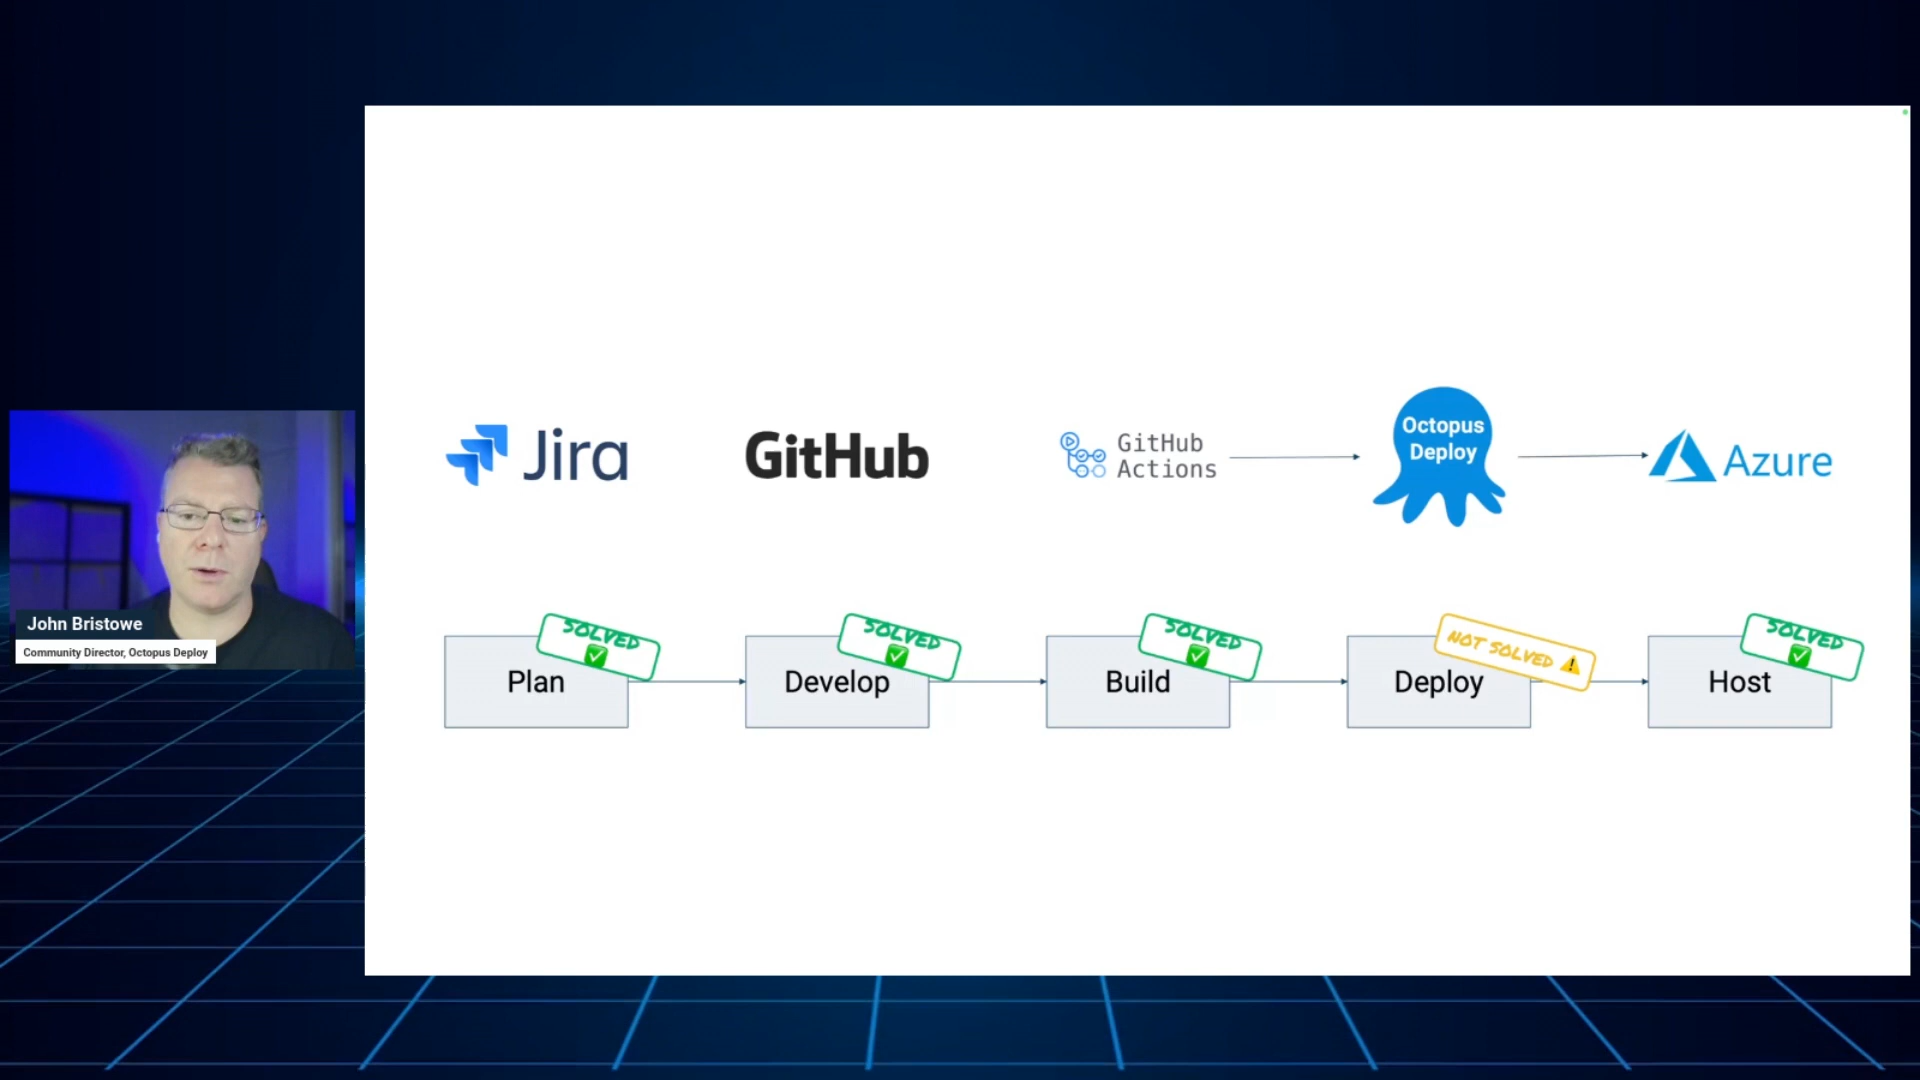 Jira
GitHub
GitHub
Actions
Octopus
Deploy
Azure
SOLVED
SOLVED
SOLVED
NOT SOLVED
SOLVED
Plan
Develop
Build
Deploy
Host
John Bristowe
Community Director, Octopus Deploy